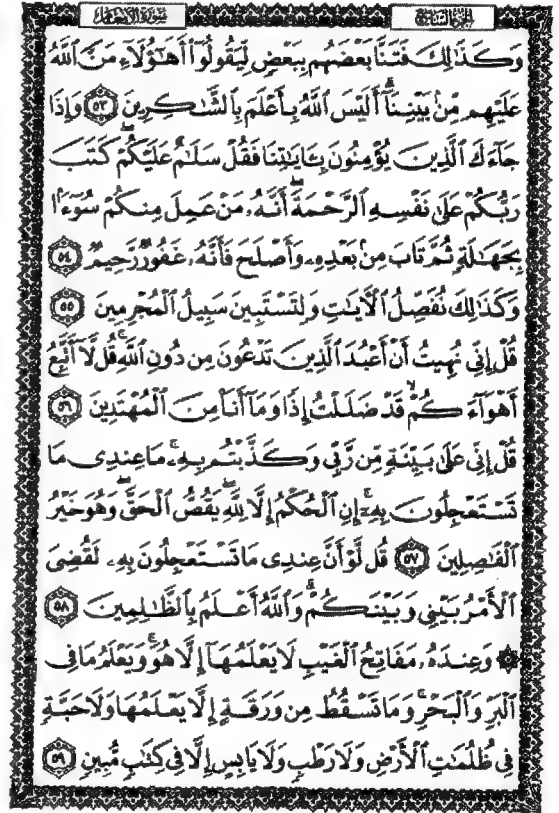 سورة الأنعام الجزء السابع
وَكَذَٰلِكَ فَتَنَّا بَعْضَهُم بِبَعْضٍ لِّيَقُولُوٓا۟ أَهَٰٓؤُلَآءِ مَنَّ ٱللَّهُ
عَلَيْهِم مِّنۢ بَيْنِنَآ ۗ أَلَيْسَ ٱللَّهُ بِأَعْلَمَ بِٱلشَّٰكِرِينَ ٥٣ وَإِذَا
جَآءَكَ ٱلَّذِينَ يُؤْمِنُونَ بِـَٔايَٰتِنَا فَقُلْ سَلَٰمٌ عَلَيْكُمْ ۖ كَتَبَ
رَبُّكُمْ عَلَىٰ نَفْسِهِ ٱلرَّحْمَةَ ۖ أَنَّهُۥ مَنْ عَمِلَ مِنكُمْ سُوٓءًۢا
بِجَهَٰلَةٍ ثُمَّ تَابَ مِنۢ بَعْدِهِۦ وَأَصْلَحَ فَأَنَّهُۥ غَفُورٌ رَّحِيمٌ ٥٤
وَكَذَٰلِكَ نُفَصِّلُ ٱلْـَٔايَٰتِ وَلِتَسْتَبِينَ سَبِيلُ ٱلْمُجْرِمِينَ ٥٥
قُلْ إِنِّى نُهِيتُ أَنْ أَعْبُدَ ٱلَّذِينَ تَدْعُونَ مِن دُونِ ٱللَّهِ ۚ قُل لَّآ أَتَّبِعُ
أَهْوَآءَكُمْ ۙ قَدْ ضَلَلْتُ إِذًا وَمَآ أَنَا۠ مِنَ ٱلْمُهْتَدِينَ ٥٦
قُلْ إِنِّى عَلَىٰ بَيِّنَةٍ مِّن رَّبِّى وَكَذَّبْتُم بِهِۦ ۚ مَا عِندِى مَا
تَسْتَعْجِلُونَ بِهِۦٓ ۚ إِنِ ٱلْحُكْمُ إِلَّا لِلَّهِ ۖ يَقُصُّ ٱلْحَقَّ ۖ وَهُوَ خَيْرُ
ٱلْفَٰصِلِينَ ٥٧ قُل لَّوْ أَنَّ عِندِى مَا تَسْتَعْجِلُونَ بِهِۦ لَقُضِىَ
ٱلْأَمْرُ بَيْنِى وَبَيْنَكُمْ ۗ وَٱللَّهُ أَعْلَمُ بِٱلظَّٰلِمِينَ ٥٨
۞ وَعِندَهُۥ مَفَاتِحُ ٱلْغَيْبِ لَا يَعْلَمُهَآ إِلَّا هُوَ ۚ وَيَعْلَمُ مَا فِى
ٱلْبَرِّ وَٱلْبَحْرِ ۚ وَمَا تَسْقُطُ مِن وَرَقَةٍ إِلَّا يَعْلَمُهَا وَلَا حَبَّةٍ
فِى ظُلُمَٰتِ ٱلْأَرْضِ وَلَا رَطْبٍ وَلَا يَابِسٍ إِلَّا فِى كِتَٰبٍ مُّبِينٍ ٥٩